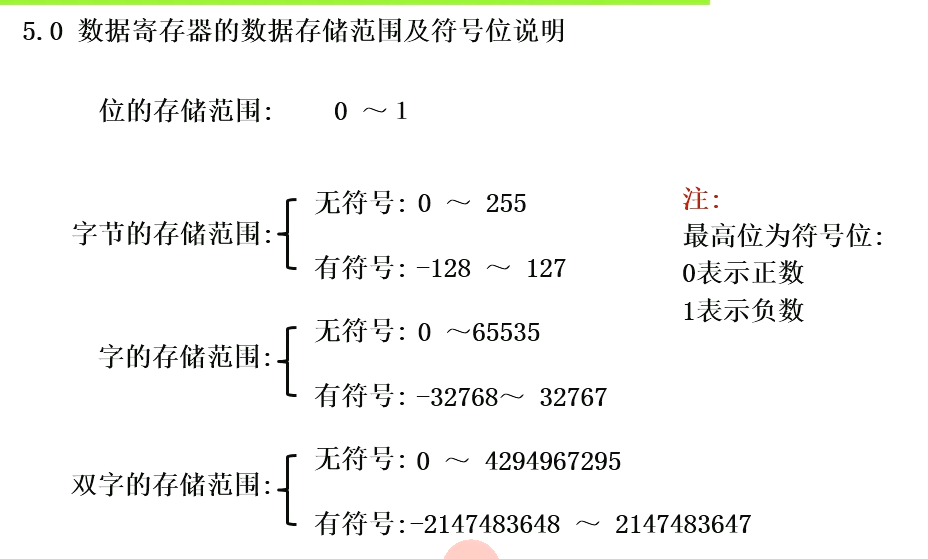 5.0 数据寄存器的数据存储范围及符号位说明
位的存储范围: 0 ～ 1
字节的存储范围:
无符号: 0 ～ 255
有符号: -128 ～ 127
字的存储范围:
无符号: 0 ～65535
有符号: -32768～ 32767
双字的存储范围:
无符号: 0 ～ 4294967295
有符号:-2147483648 ～ 2147483647
注:
最高位为符号位:
0表示正数
1表示负数